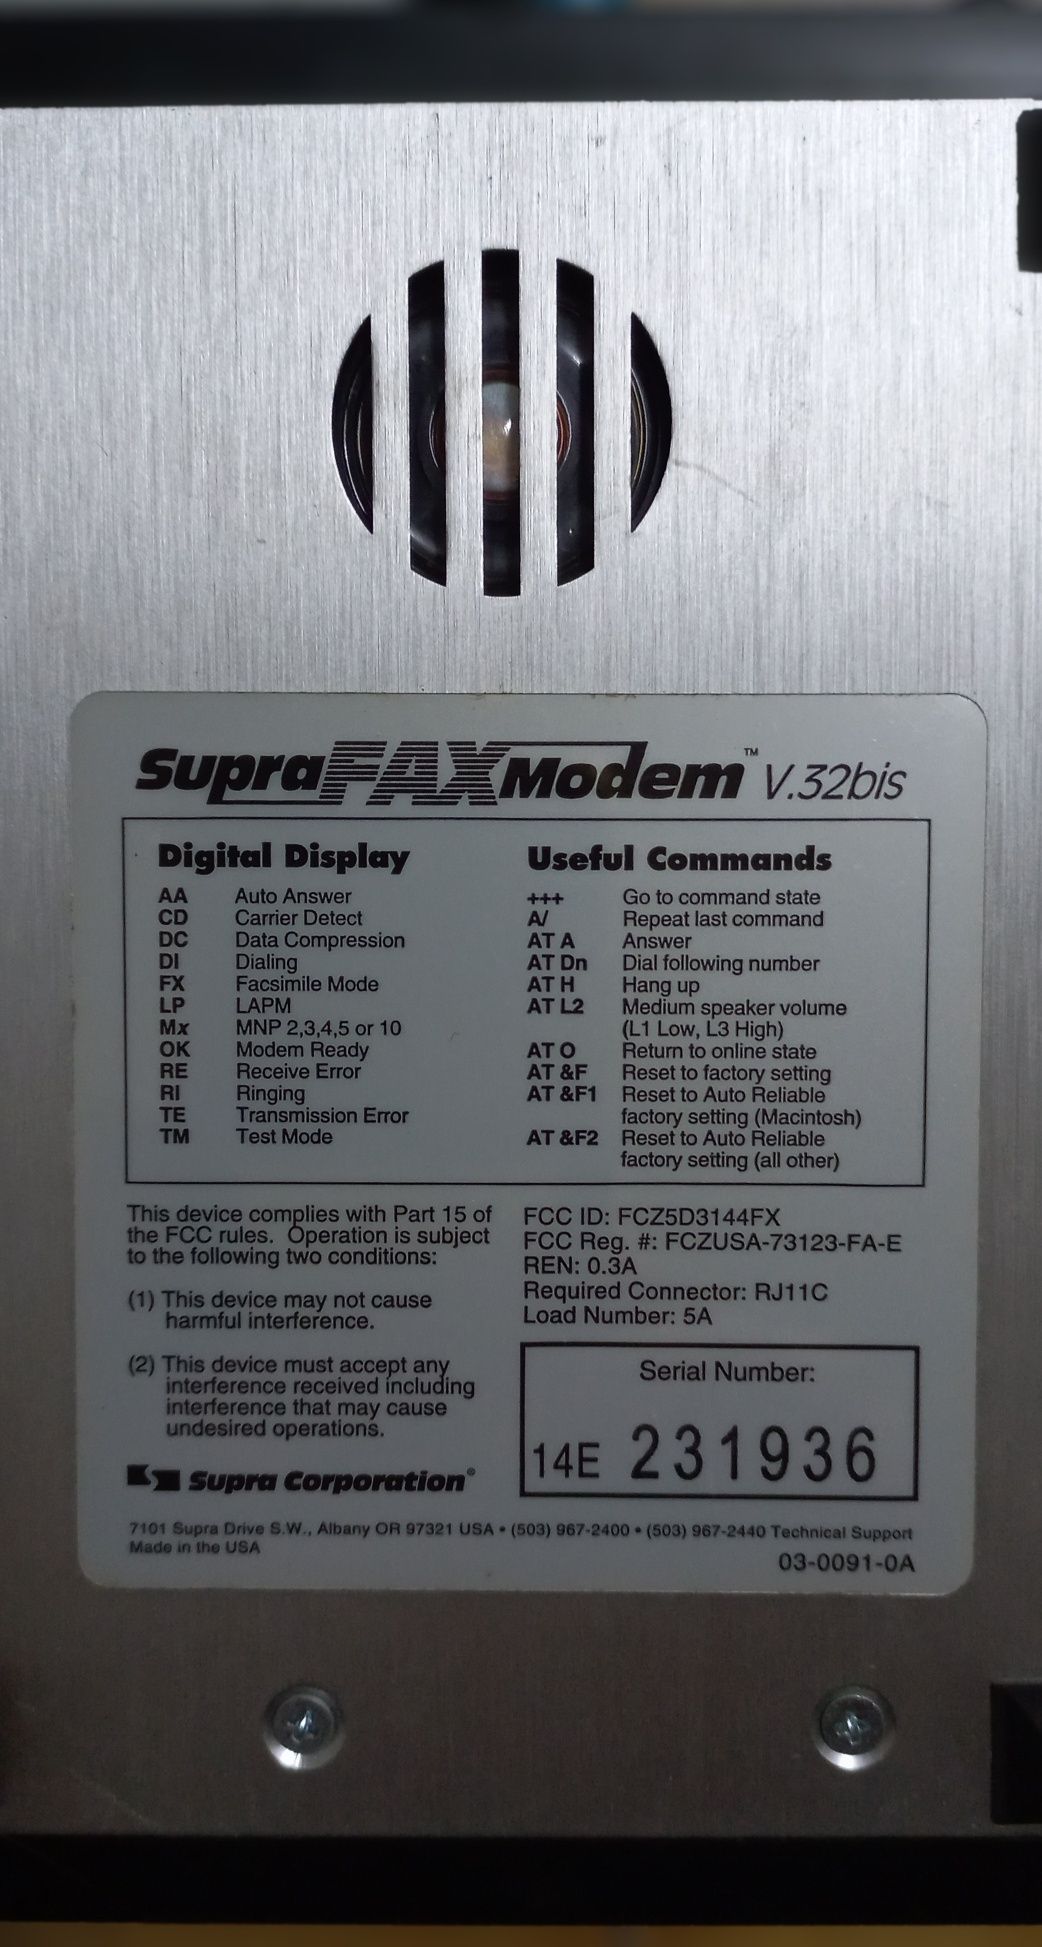 SupraFAXModem™ V.32bis
Digital Display
AA Auto Answer
CD Carrier Detect
DC Data Compression
DI Dialing
FX Facsimile Mode
LP LAPM
Mx MNP 2,3,4,5 or 10
OK Modem Ready
RE Receive Error
RI Ringing
TE Transmission Error
TM Test Mode
Useful Commands
+++ Go to command state
A/ Repeat last command
AT A Answer
AT Dn Dial following number
AT H Hang up
AT L2 Medium speaker volume
(L1 Low, L3 High)
AT O Return to online state
AT &F Reset to factory setting
AT &F1 Reset to Auto Reliable
factory setting (Macintosh)
AT &F2 Reset to Auto Reliable
factory setting (all other)
This device complies with Part 15 of
the FCC rules. Operation is subject
to the following two conditions:
(1) This device may not cause
harmful interference.
(2) This device must accept any
interference received including
interference that may cause
undesired operations.
Supra Corporation®
FCC ID: FCZ5D3144FX
FCC Reg. #: FCZUSA-73123-FA-E
REN: 0.3A
Required Connector: RJ11C
Load Number: 5A
Serial Number:
14E 231936
7101 Supra Drive S.W., Albany OR 97321 USA • (503) 967-2400 • (503) 967-2440 Technical Support
Made in the USA
03-0091-0A